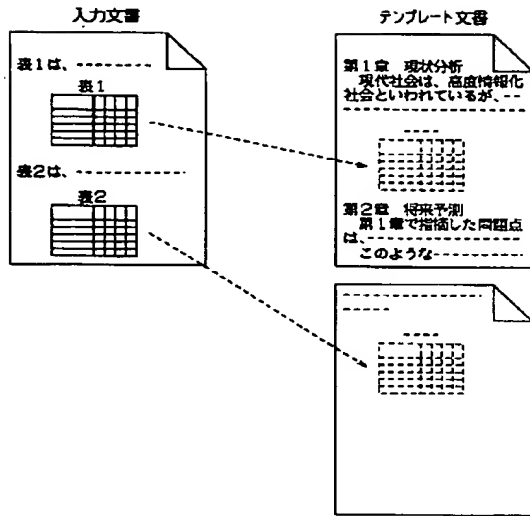 入力文書
表1は、
表1
表2は、
表2
テンプレート文書
第1章 現状分析
現代社会は、高度情報化
社会といわれているが、
第2章 将来予測
第1章で指摘した問題点
は、
このような